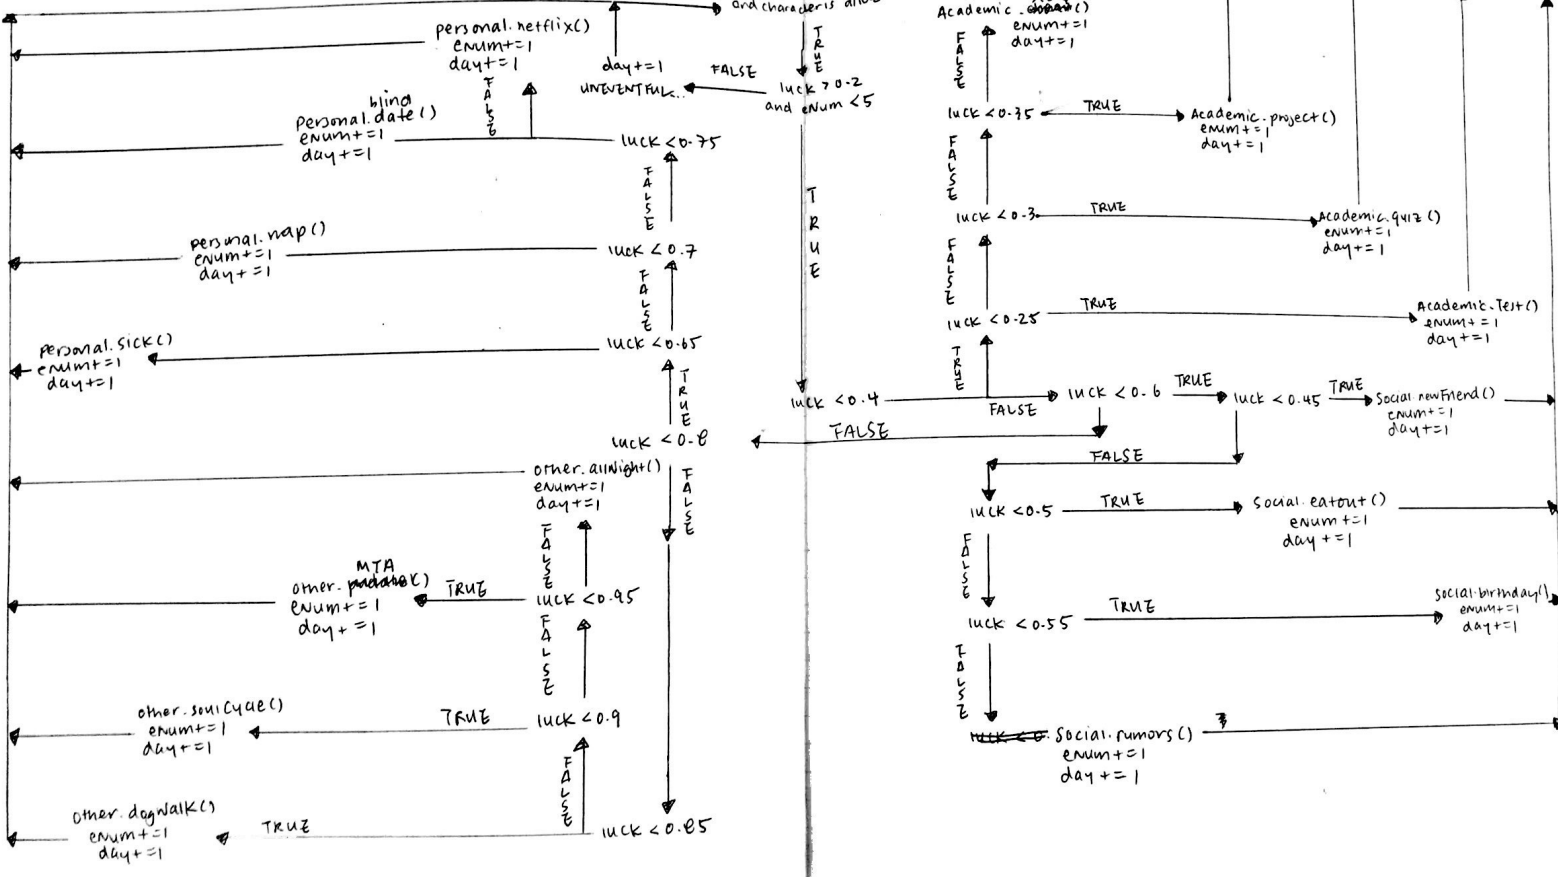 and character is
Academic.
enum+=1
day+=1
personal.netflix()
enum+=1
day+=1
day+=1
UNEVENTFUL...
FALSE
TRUE
luck >0.2
and enum <5
FALSE
FALSE
blind
personal.date()
enum+=1
day+=1
luck <0.75
luck <0.35
TRUE
Academic.project()
enum+=1
day+=1
FALSE
FALSE
TRUE
luck <0.3
TRUE
Academic.quiz()
enum+=1
day+=1
personal.nap()
enum+=1
day+=1
luck <0.7
FALSE
FALSE
luck <0.25
TRUE
Academic.Test()
enum+=1
day+=1
personal.sick()
enum+=1
day+=1
luck <0.65
TRUE
TRUE
luck <0.4
FALSE
luck <0.6
TRUE
luck <0.45
TRUE
Social.newFriend()
enum+=1
day+=1
luck <0.8
FALSE
FALSE
other.allNight()
enum+=1
day+=1
FALSE
luck <0.5
TRUE
Social.eatout()
enum+=1
day+=1
FALSE
FALSE
MTA
other.
()
enum+=1
day+=1
TRUE
luck <0.95
luck <0.55
TRUE
Social.birthday()
enum+=1
day+=1
FALSE
FALSE
other.soulCycle()
enum+=1
day+=1
TRUE
luck <0.9
Social.rumors()
enum+=1
day+=1
FALSE
other.dogWalk()
enum+=1
day+=1
TRUE
luck <0.85